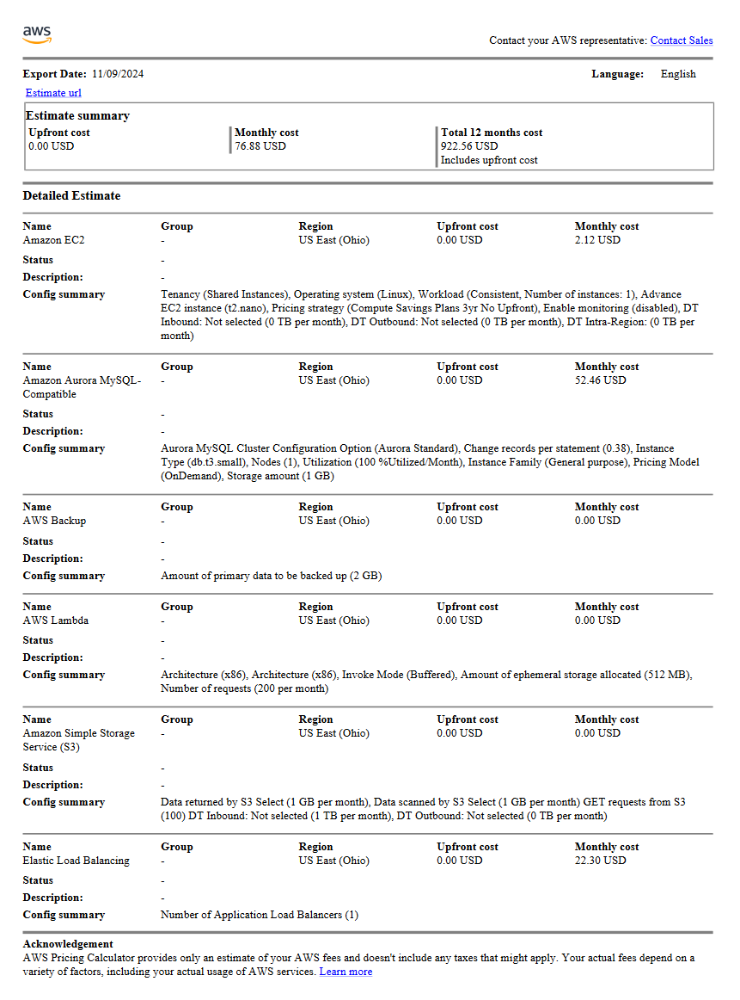 aws
Contact your AWS representative: Contact Sales
Export Date: 11/09/2024 Language: English
Estimate url
Estimate summary
Upfront cost Monthly cost Total 12 months cost
0.00 USD 76.88 USD 922.56 USD
Includes upfront cost
Detailed Estimate
Name Group Region Upfront cost Monthly cost
Amazon EC2 - US East (Ohio) 0.00 USD 2.12 USD
Status -
Description: -
Config summary Tenancy (Shared Instances), Operating system (Linux), Workload (Consistent, Number of instances: 1), Advance
EC2 instance (t2.nano), Pricing strategy (Compute Savings Plans 3yr No Upfront), Enable monitoring (disabled), DT
Inbound: Not selected (0 TB per month), DT Outbound: Not selected (0 TB per month), DT Intra-Region: (0 TB per
month)
Name Group Region Upfront cost Monthly cost
Amazon Aurora MySQL- - US East (Ohio) 0.00 USD 52.46 USD
Compatible
Status -
Description: -
Config summary Aurora MySQL Cluster Configuration Option (Aurora Standard), Change records per statement (0.38), Instance
Type (db.t3.small), Nodes (1), Utilization (100 %Utilized/Month), Instance Family (General purpose), Pricing Model
(OnDemand), Storage amount (1 GB)
Name Group Region Upfront cost Monthly cost
AWS Backup - US East (Ohio) 0.00 USD 0.00 USD
Status -
Description: -
Config summary Amount of primary data to be backed up (2 GB)
Name Group Region Upfront cost Monthly cost
AWS Lambda - US East (Ohio) 0.00 USD 0.00 USD
Status -
Description: -
Config summary Architecture (x86), Architecture (x86), Invoke Mode (Buffered), Amount of ephemeral storage allocated (512 MB),
Number of requests (200 per month)
Name Group Region Upfront cost Monthly cost
Amazon Simple Storage - US East (Ohio) 0.00 USD 0.00 USD
Service (S3)
Status -
Description: -
Config summary Data returned by S3 Select (1 GB per month), Data scanned by S3 Select (1 GB per month) GET requests from S3
(100) DT Inbound: Not selected (1 TB per month), DT Outbound: Not selected (0 TB per month)
Name Group Region Upfront cost Monthly cost
Elastic Load Balancing - US East (Ohio) 0.00 USD 22.30 USD
Status -
Description: -
Config summary Number of Application Load Balancers (1)
Acknowledgement
AWS Pricing Calculator provides only an estimate of your AWS fees and doesn't include any taxes that might apply. Your actual fees depend on a
variety of factors, including your actual usage of AWS services. Learn more